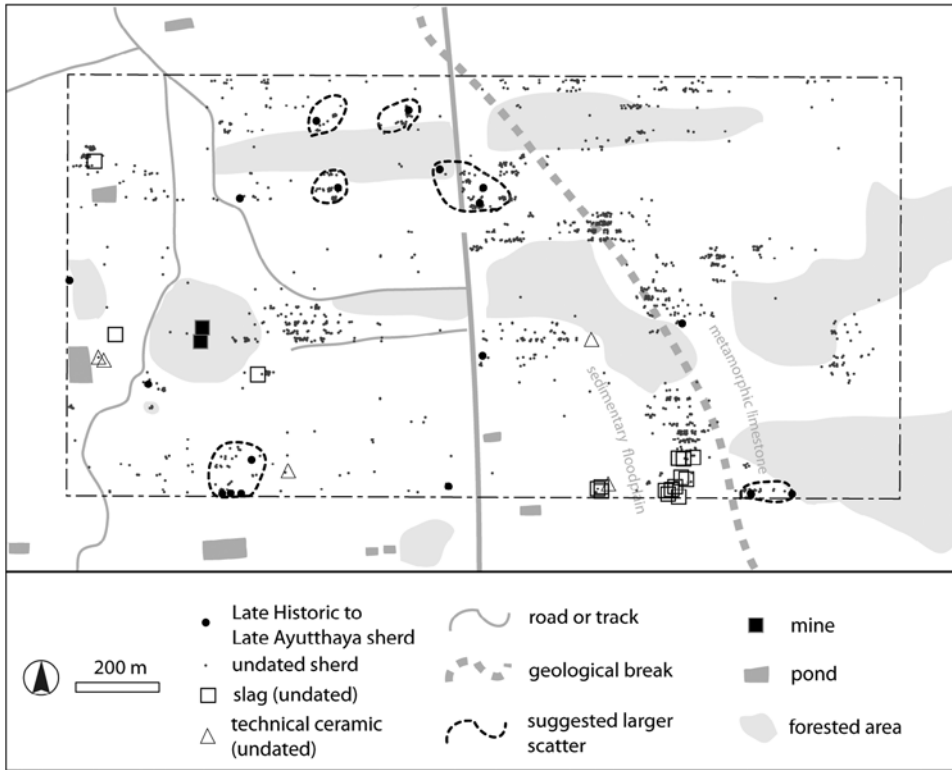 metamorphic limestone
sedimentary floodplain
200 m
Late Historic to
Late Ayutthaya sherd
undated sherd
slag (undated)
technical ceramic
(undated)
road or track
geological break
suggested larger
scatter
mine
pond
forested area